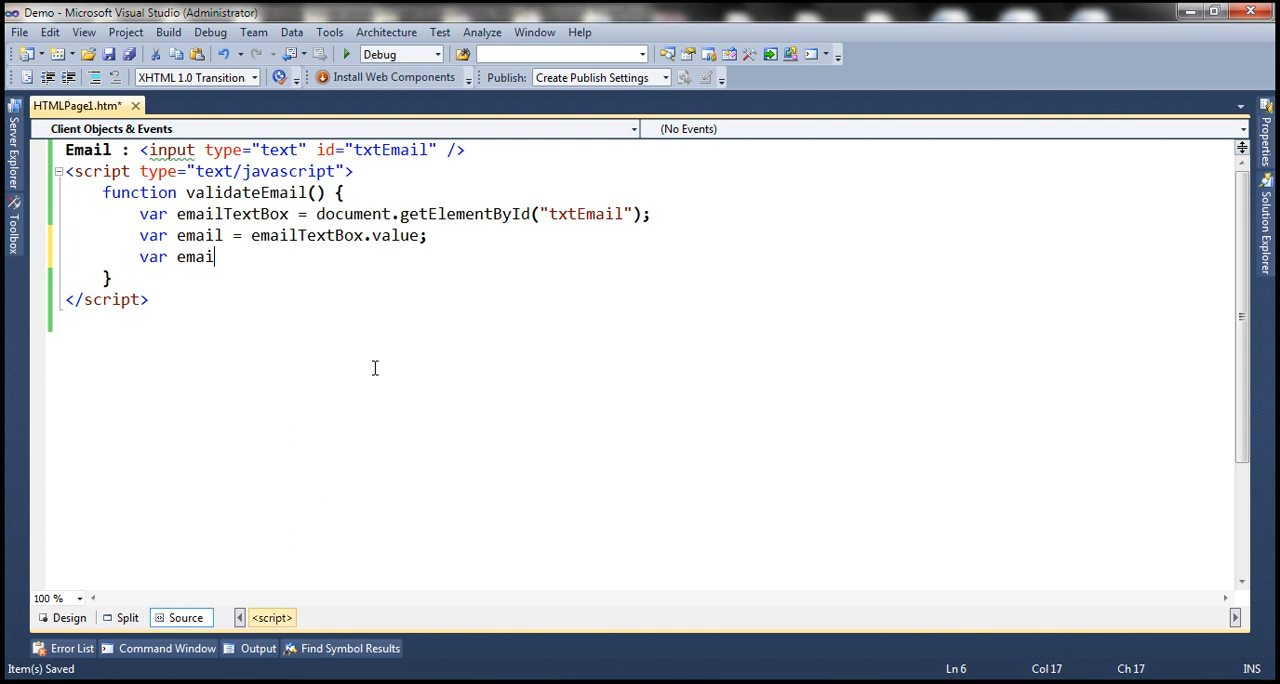 Demo - Microsoft Visual Studio (Administrator)
File Edit View Project Build Debug Team Data Tools Architecture Test Analyze Window Help
Debug
XHTML 1.0 Transition Install Web Components Publish: Create Publish Settings
HTMLPage1.htm*
Client Objects & Events (No Events)
Email : <input type="text" id="txtEmail" />
<script type="text/javascript">
function validateEmail() {
var emailTextBox = document.getElementById("txtEmail");
var email = emailTextBox.value;
var emai
}
</script>
Server Explorer
Toolbox
Properties
Solution Explorer
100 %
Design Split Source <script>
Error List Command Window Output Find Symbol Results
Item(s) Saved Ln 6 Col 17 Ch 17 INS